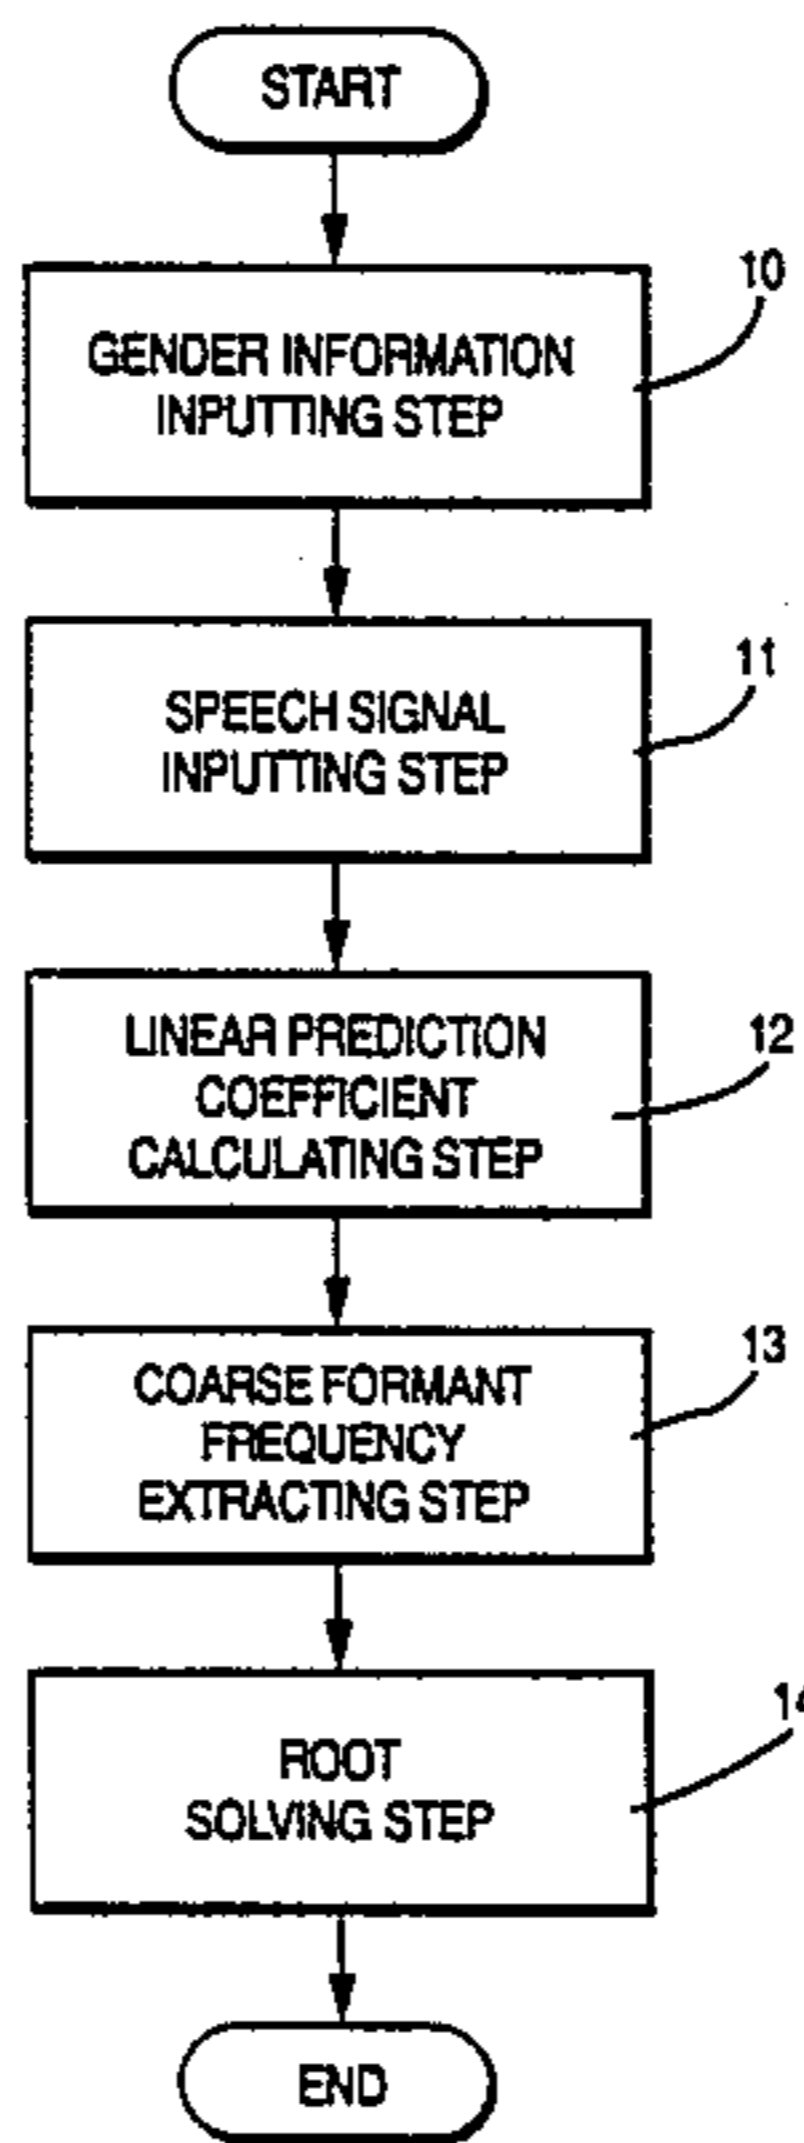 START
10
GENDER INFORMATION
INPUTTING STEP
11
SPEECH SIGNAL
INPUTTING STEP
12
LINEAR PREDICTION
COEFFICIENT
CALCULATING STEP
13
COARSE FORMANT
FREQUENCY
EXTRACTING STEP
14
ROOT
SOLVING STEP
END